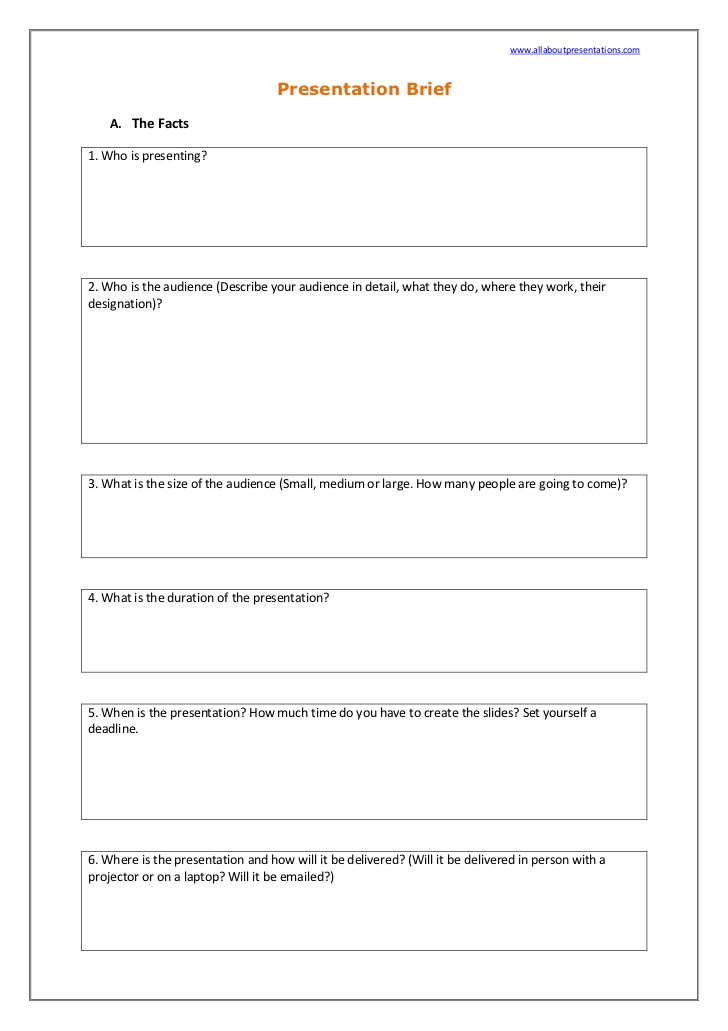 www.allaboutpresentations.com
Presentation Brief
A. The Facts
1. Who is presenting?
2. Who is the audience (Describe your audience in detail, what they do, where they work, their
designation)?
3. What is the size of the audience (Small, medium or large. How many people are going to come)?
4. What is the duration of the presentation?
5. When is the presentation? How much time do you have to create the slides? Set yourself a
deadline.
6. Where is the presentation and how will it be delivered? (Will it be delivered in person with a
projector or on a laptop? Will it be emailed?)